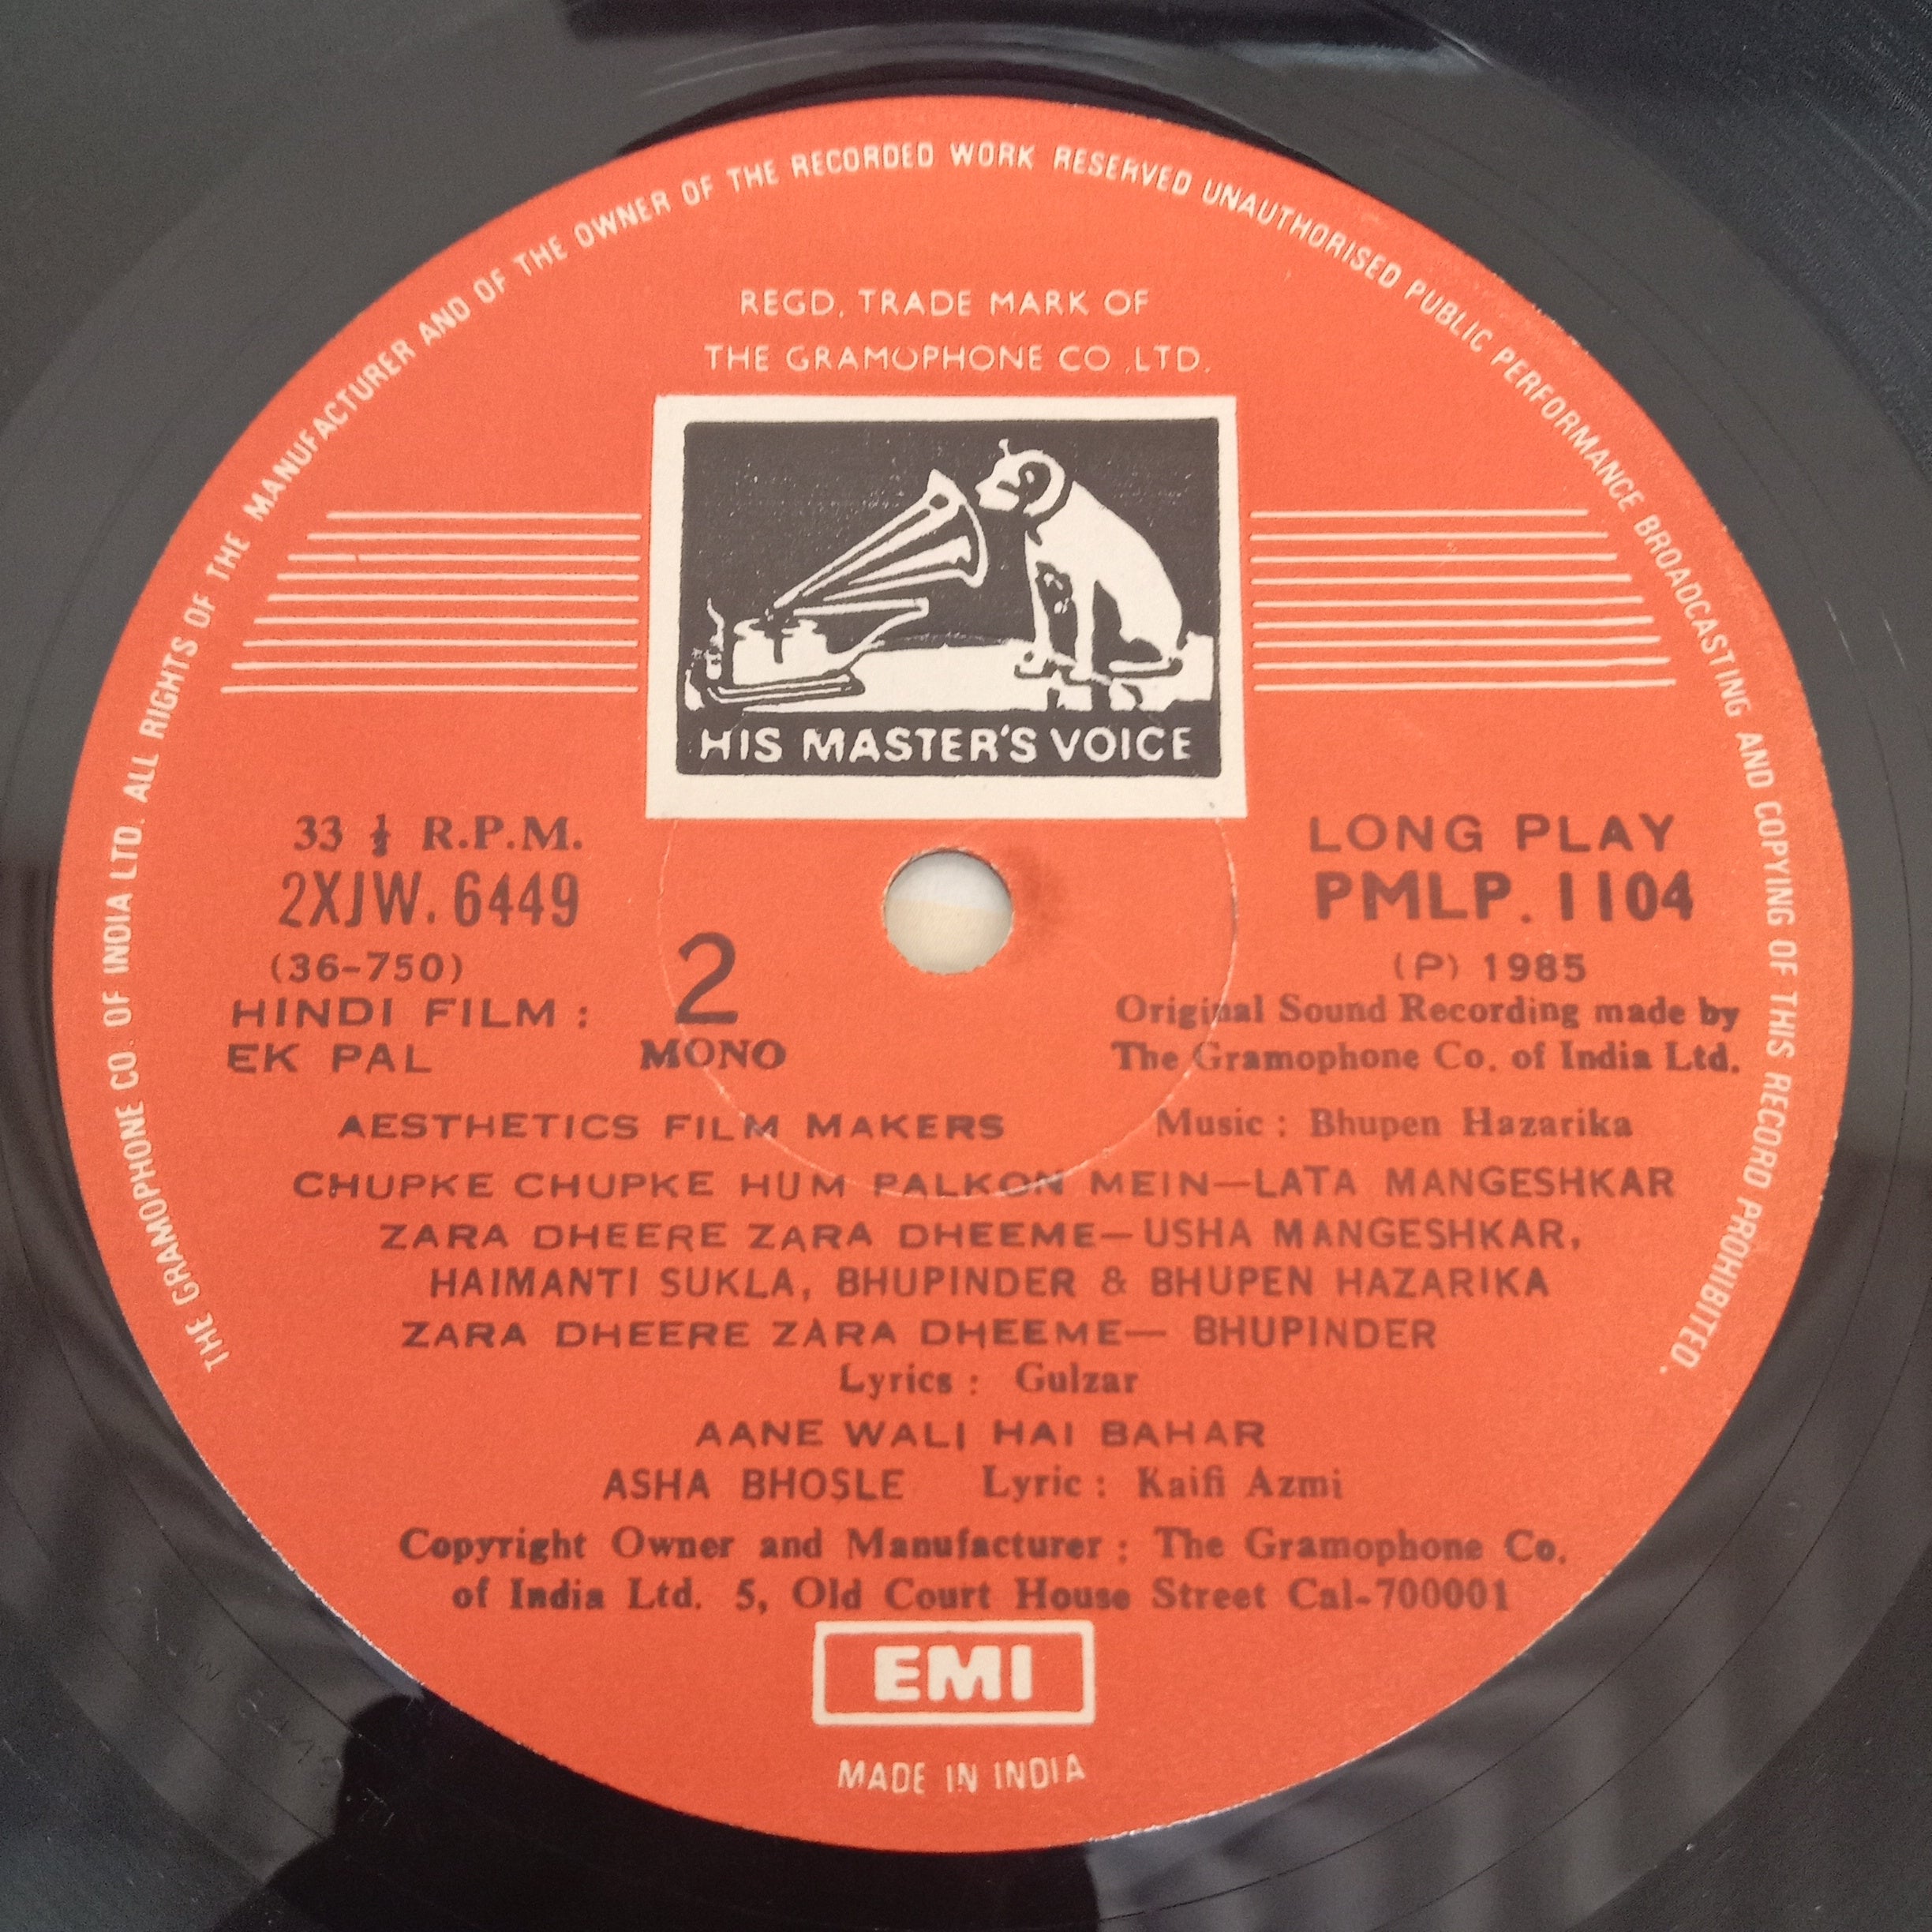 THE GRAMOPHONE CO. OF INDIA LTD. ALL RIGHTS OF THE MANUFACTURER AND OF THE OWNER OF THE RECORDED WORK RESERVED UNAUTHORISED PUBLIC PERFORMANCE BROADCASTING AND COPYING OF THIS RECORD PROHIBITED.
REGD. TRADE MARK OF
THE GRAMOPHONE CO .LTD.
HIS MASTER'S VOICE
33 ⅓ R.P.M.
2XJW. 6449
(36-750)
HINDI FILM :
EK PAL
2
MONO
LONG PLAY
PMLP. 1104
(P) 1985
Original Sound Recording made by
The Gramophone Co. of India Ltd.
AESTHETICS FILM MAKERS Music : Bhupen Hazarika
CHUPKE CHUPKE HUM PALKON MEIN—LATA MANGESHKAR
ZARA DHEERE ZARA DHEEME—USHA MANGESHKAR,
HAIMANTI SUKLA, BHUPINDER & BHUPEN HAZARIKA
ZARA DHEERE ZARA DHEEME— BHUPINDER
Lyrics : Gulzar
AANE WALI HAI BAHAR
ASHA BHOSLE Lyric : Kaifi Azmi
Copyright Owner and Manufacturer : The Gramophone Co.
of India Ltd. 5, Old Court House Street Cal-700001
EMI
MADE IN INDIA